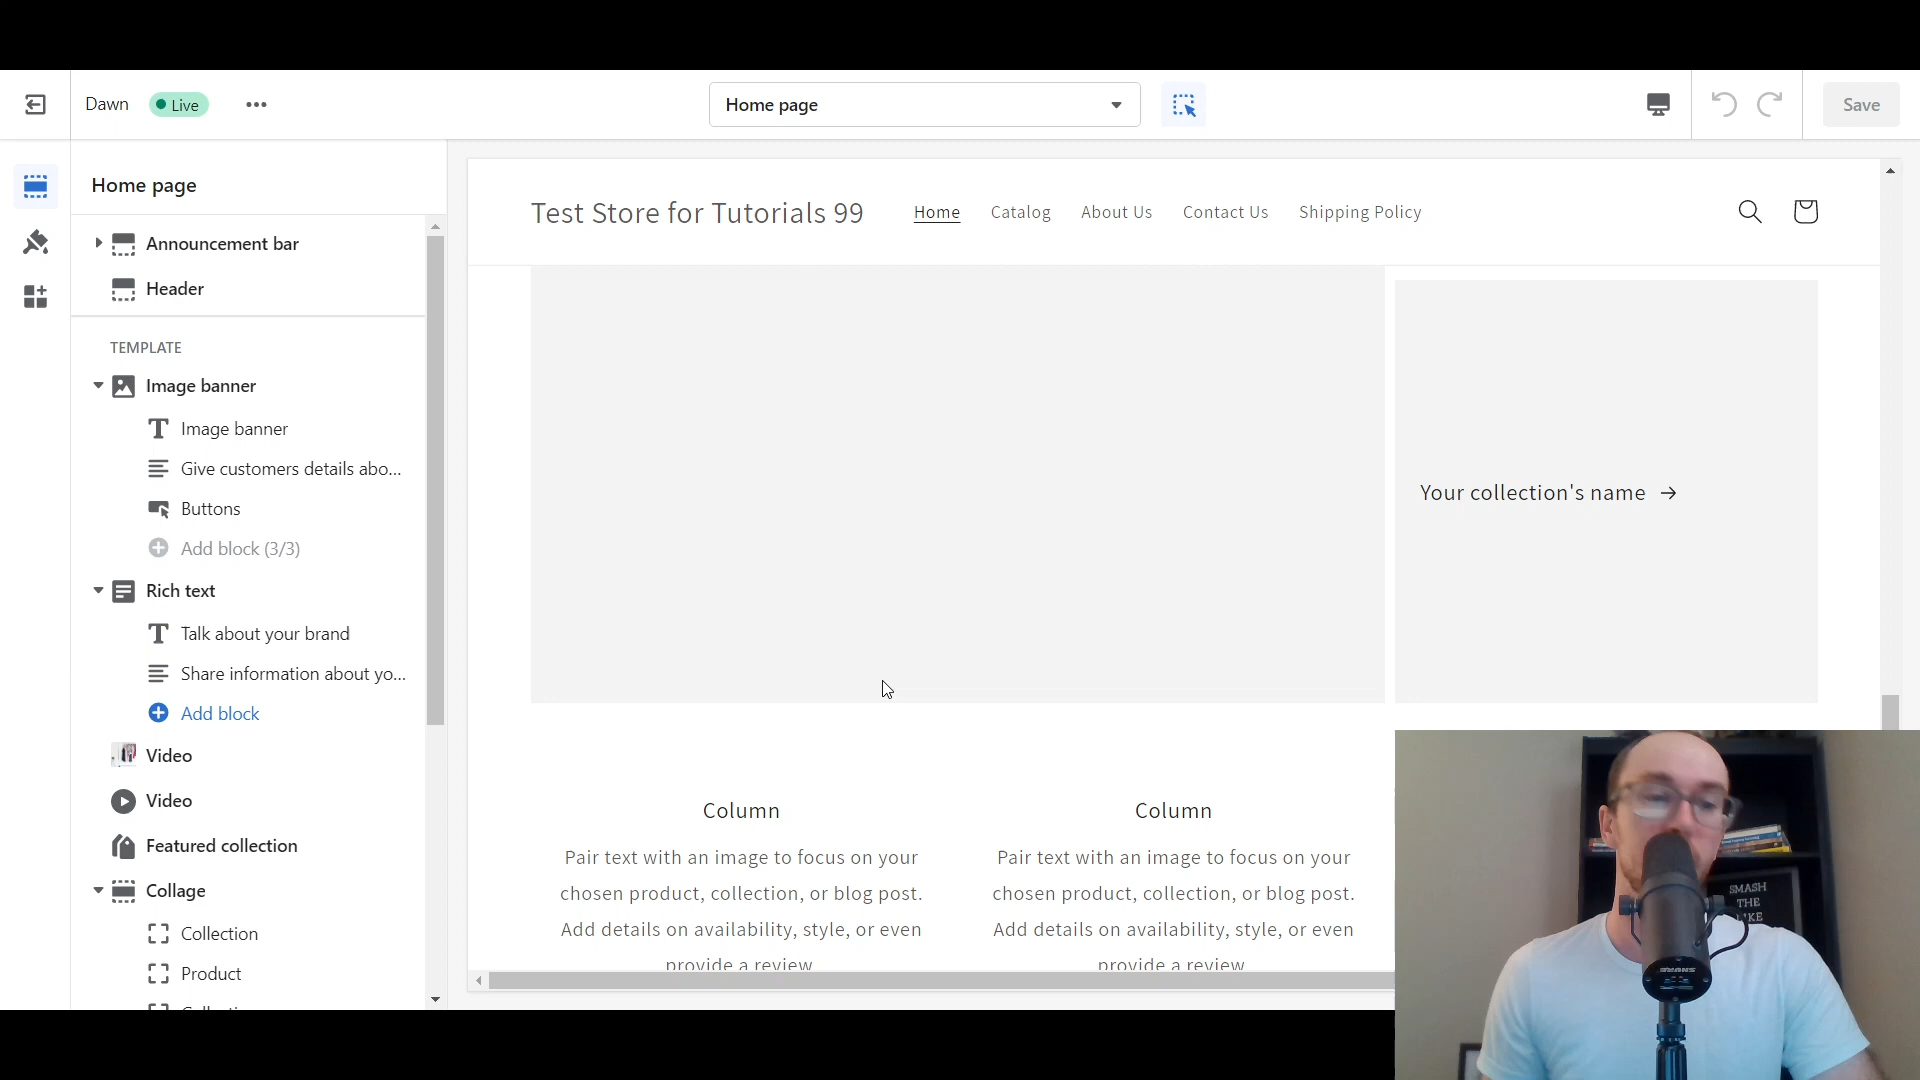 Dawn
Live
Home page
Save
Home page
Announcement bar
Header
TEMPLATE
Image banner
Image banner
Give customers details abo...
Buttons
Add block (3/3)
Rich text
Talk about your brand
Share information about yo...
Add block
Video
Video
Featured collection
Collage
Collection
Product
Test Store for Tutorials 99
Home
Catalog
About Us
Contact Us
Shipping Policy
Your collection's name →
Column
Pair text with an image to focus on your
chosen product, collection, or blog post.
Add details on availability, style, or even
provide a review
Column
Pair text with an image to focus on your
chosen product, collection, or blog post.
Add details on availability, style, or even
provide a review
SMASH
THE
LIKE
SHURE